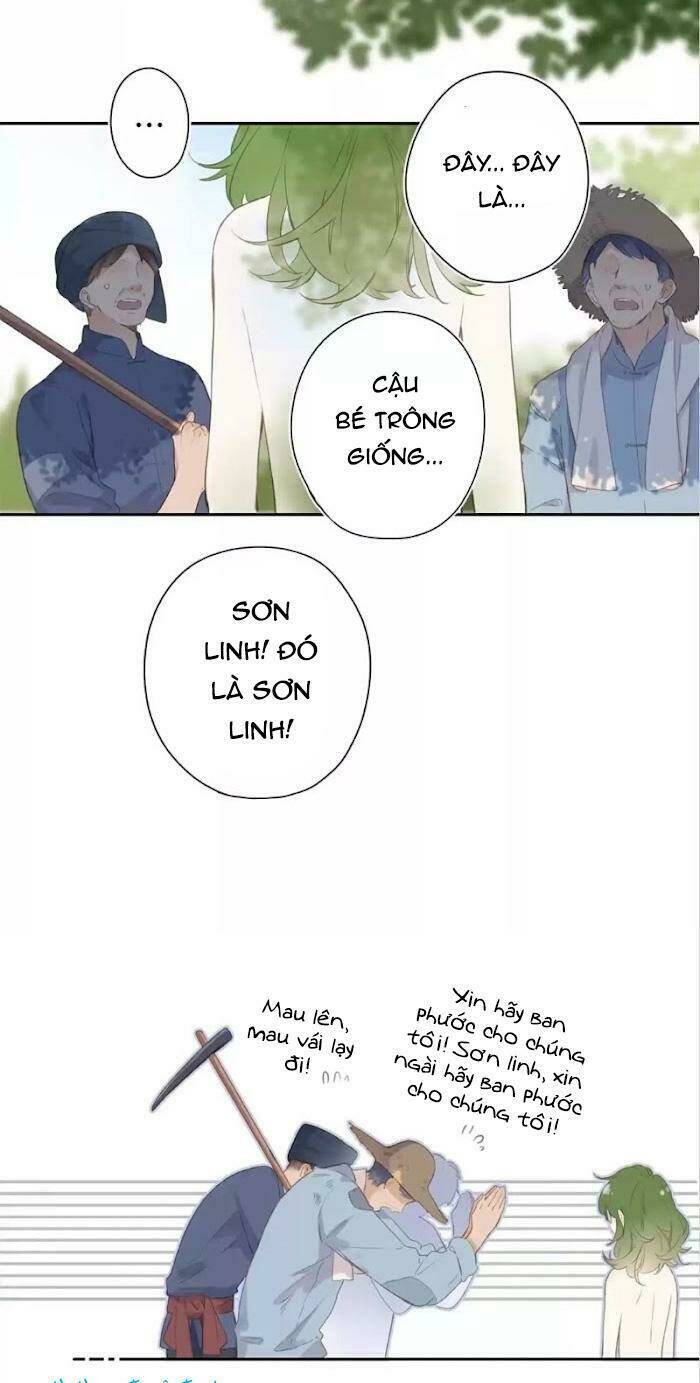 ...
ĐÂY... ĐÂY
LÀ...
CẬU
BÉ TRÔNG
GIỐNG...
SƠN
LINH! ĐÓ
LÀ SƠN
LINH!
Mau lên,
mau vái lạy
đi!
Xin hãy ban
phước cho chúng
tôi! Sơn linh, xin
ngài hãy ban phước
cho chúng tôi!